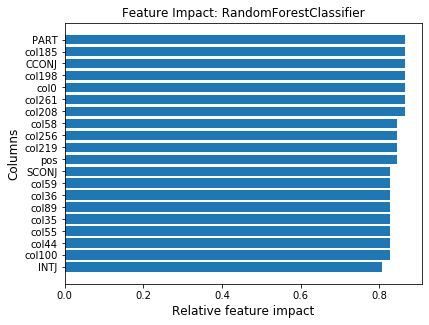 Feature Impact: RandomForestClassifier
Columns
PART
col185
CCONJ
col198
col0
col261
col208
col58
col256
col219
pos
SCONJ
col59
col36
col89
col35
col55
col44
col100
INTJ
0.0 0.2 0.4 0.6 0.8
Relative feature impact